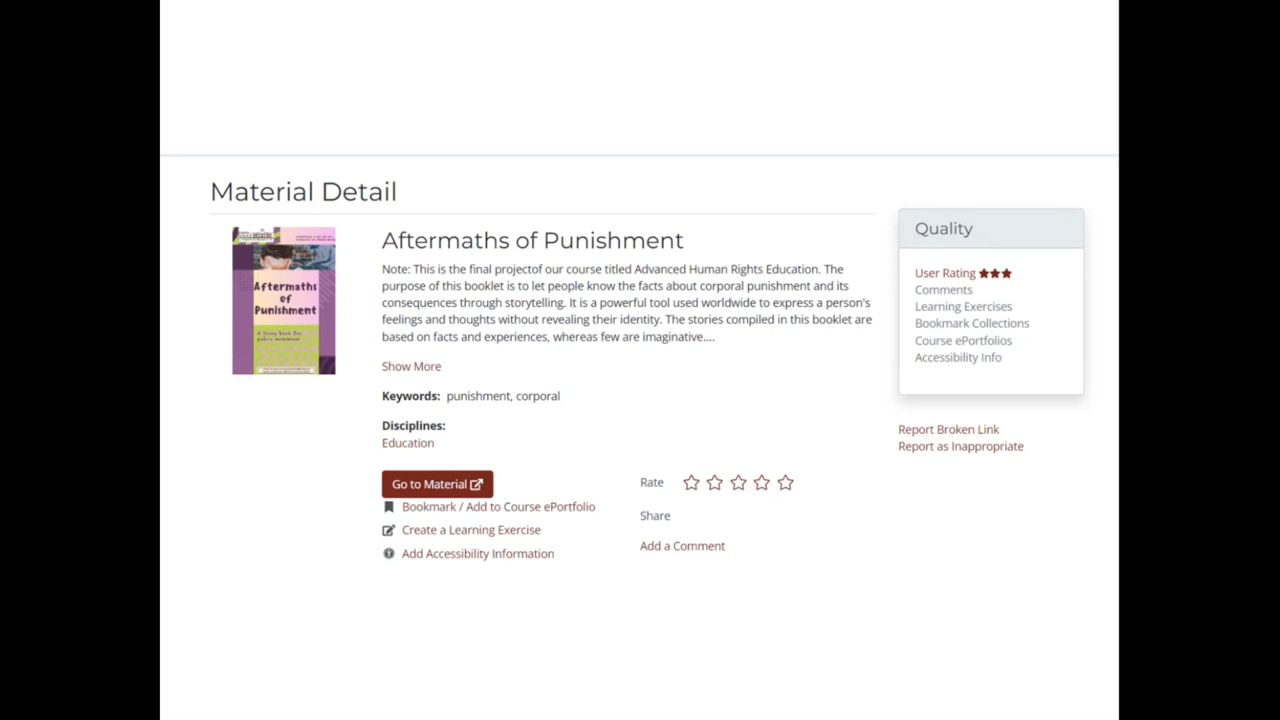 Material Detail
Aftermaths
of
Punishment
A Story book for
public awareness
Aftermaths of Punishment
Note: This is the final projectof our course titled Advanced Human Rights Education. The
purpose of this booklet is to let people know the facts about corporal punishment and its
consequences through storytelling. It is a powerful tool used worldwide to express a person's
feelings and thoughts without revealing their identity. The stories compiled in this booklet are
based on facts and experiences, whereas few are imaginative....
Show More
Keywords: punishment, corporal
Disciplines:
Education
Go to Material
Bookmark / Add to Course ePortfolio
Create a Learning Exercise
Add Accessibility Information
Rate
Share
Add a Comment
Quality
User Rating
Comments
Learning Exercises
Bookmark Collections
Course ePortfolios
Accessibility Info
Report Broken Link
Report as Inappropriate